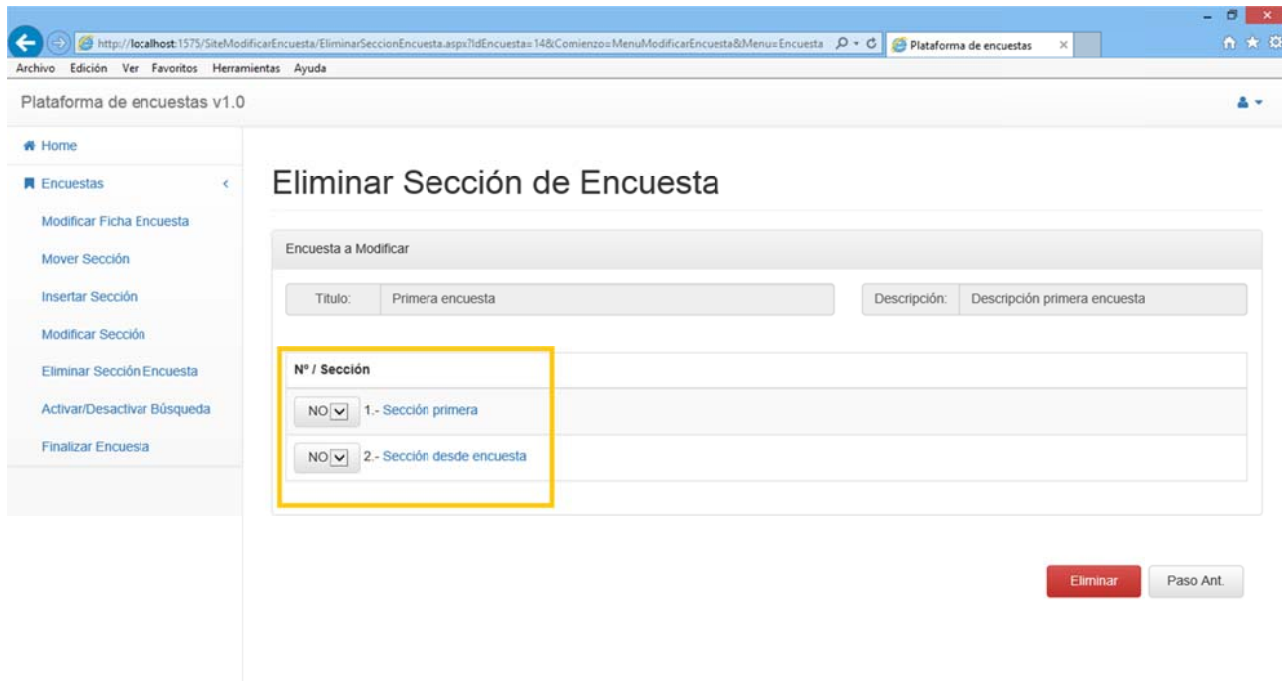 http://localhost:1575/SiteModificarEncuesta/EliminarSeccionEncuesta.aspx?IdEncuesta=14&Comienzo=MenuModificarEncuesta&Menu=Encuesta
Plataforma de encuestas
Archivo Edición Ver Favoritos Herramientas Ayuda
Plataforma de encuestas v1.0
Home
Encuestas
Modificar Ficha Encuesta
Mover Sección
Insertar Sección
Modificar Sección
Eliminar Sección Encuesta
Activar/Desactivar Búsqueda
Finalizar Encuesta
Eliminar Sección de Encuesta
Encuesta a Modificar
Titulo: Primera encuesta Descripción: Descripción primera encuesta
Nº / Sección
NO 1.- Sección primera
NO 2.- Sección desde encuesta
Eliminar Paso Ant.